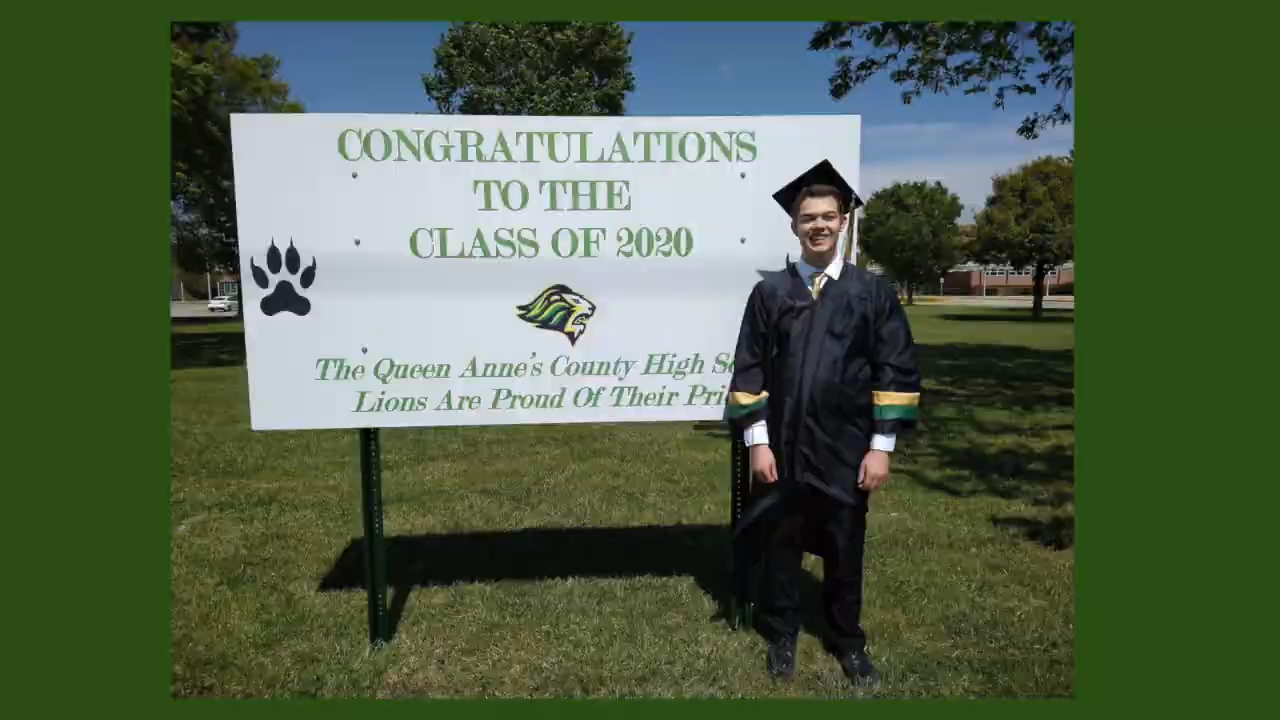 CONGRATULATIONS
TO THE
CLASS OF 2020
The Queen Anne's County High
Lions Are Proud Of Their